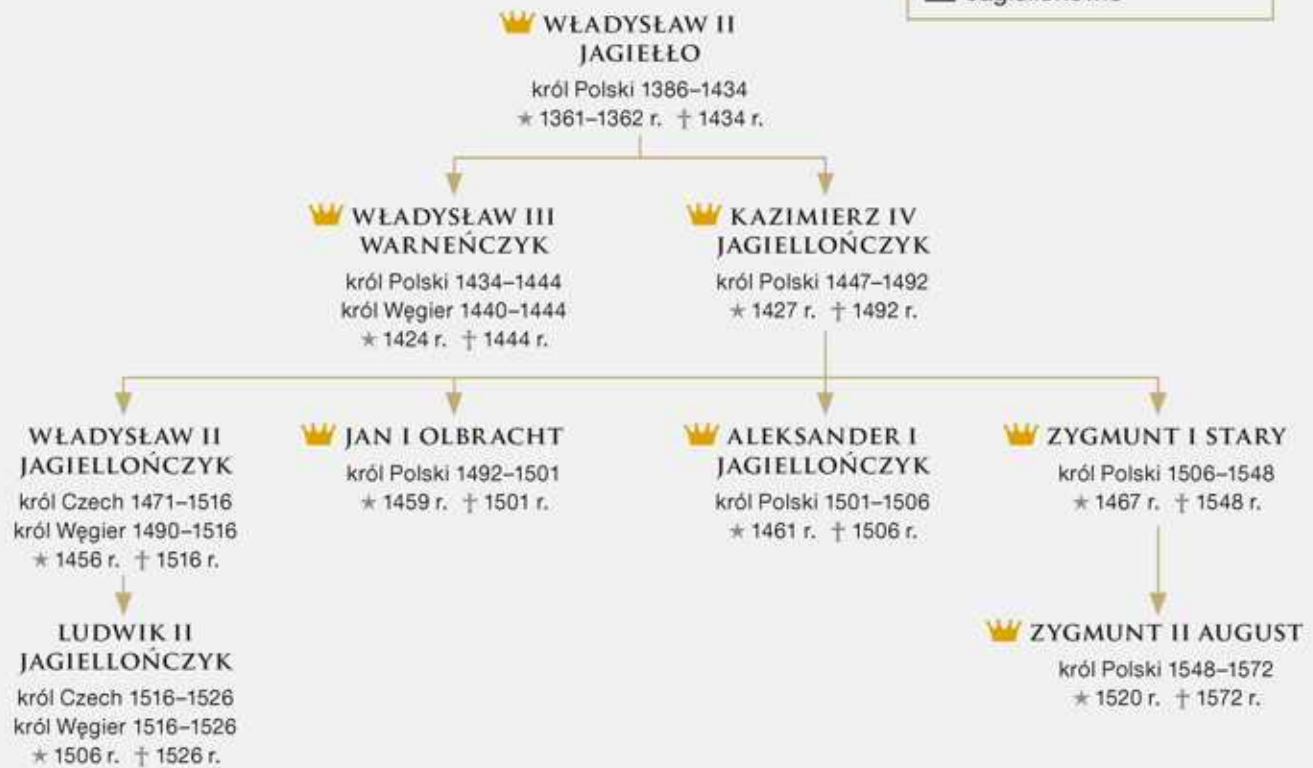 WŁADYSŁAW II
JAGIEŁŁO
król Polski 1386–1434
★ 1361–1362 r. † 1434 r.
WŁADYSŁAW III
WARNEŃCZYK
król Polski 1434–1444
król Węgier 1440–1444
★ 1424 r. † 1444 r.
KAZIMIERZ IV
JAGIELLOŃCZYK
król Polski 1447–1492
★ 1427 r. † 1492 r.
WŁADYSŁAW II
JAGIELLOŃCZYK
król Czech 1471–1516
król Węgier 1490–1516
★ 1456 r. † 1516 r.
JAN I OLBRACHT
król Polski 1492–1501
★ 1459 r. † 1501 r.
ALEKSANDER I
JAGIELLOŃCZYK
król Polski 1501–1506
★ 1461 r. † 1506 r.
ZYGMUNT I STARY
król Polski 1506–1548
★ 1467 r. † 1548 r.
LUDWIK II
JAGIELLOŃCZYK
król Czech 1516–1526
król Węgier 1516–1526
★ 1506 r. † 1526 r.
ZYGMUNT II AUGUST
król Polski 1548–1572
★ 1520 r. † 1572 r.